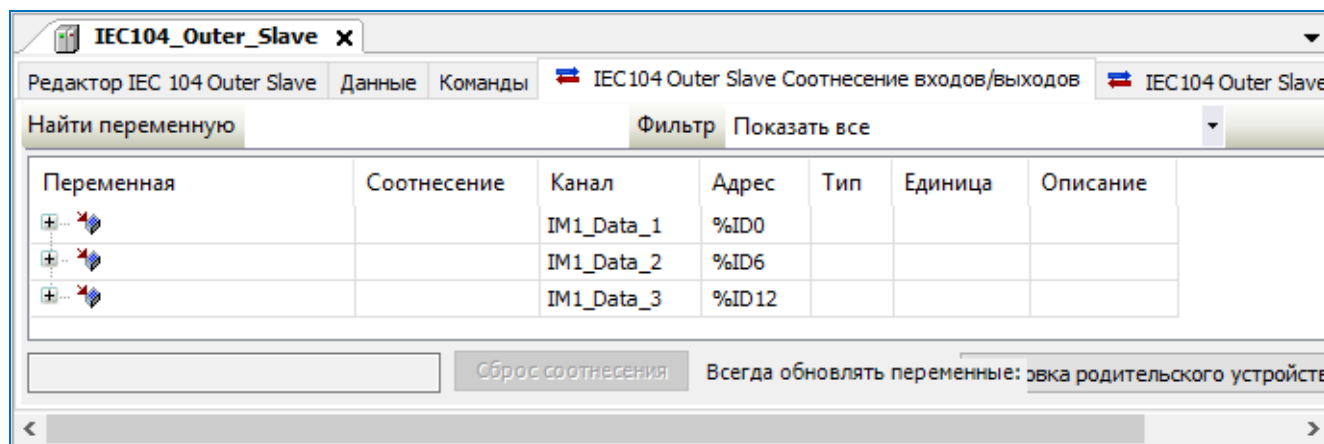 IEC104_Outer_Slave
Редактор IEC 104 Outer Slave Данные Команды IEC104 Outer Slave Соотнесение входов/выходов IEC104 Outer Slave
Найти переменную Фильтр Показать все
Переменная Соотнесение Канал Адрес Тип Единица Описание
IM1_Data_1 %ID0
IM1_Data_2 %ID6
IM1_Data_3 %ID12
Сброс соотнесения Всегда обновлять переменные: овка родительского устройств